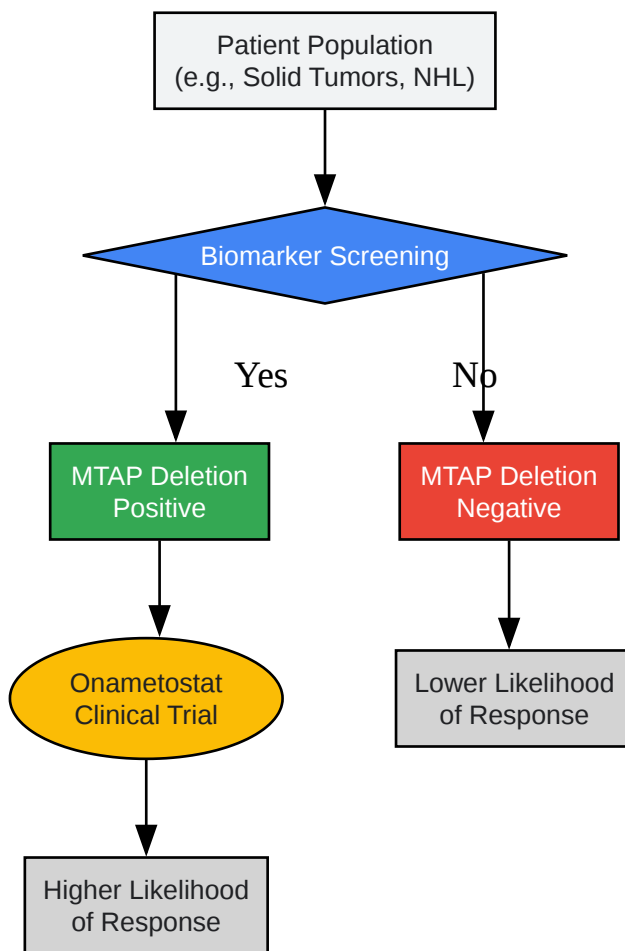 Patient Population
(e.g., Solid Tumors, NHL)
Biomarker Screening
Yes
No
MTAP Deletion
Positive
MTAP Deletion
Negative
Onametostat
Clinical Trial
Lower Likelihood
of Response
Higher Likelihood
of Response